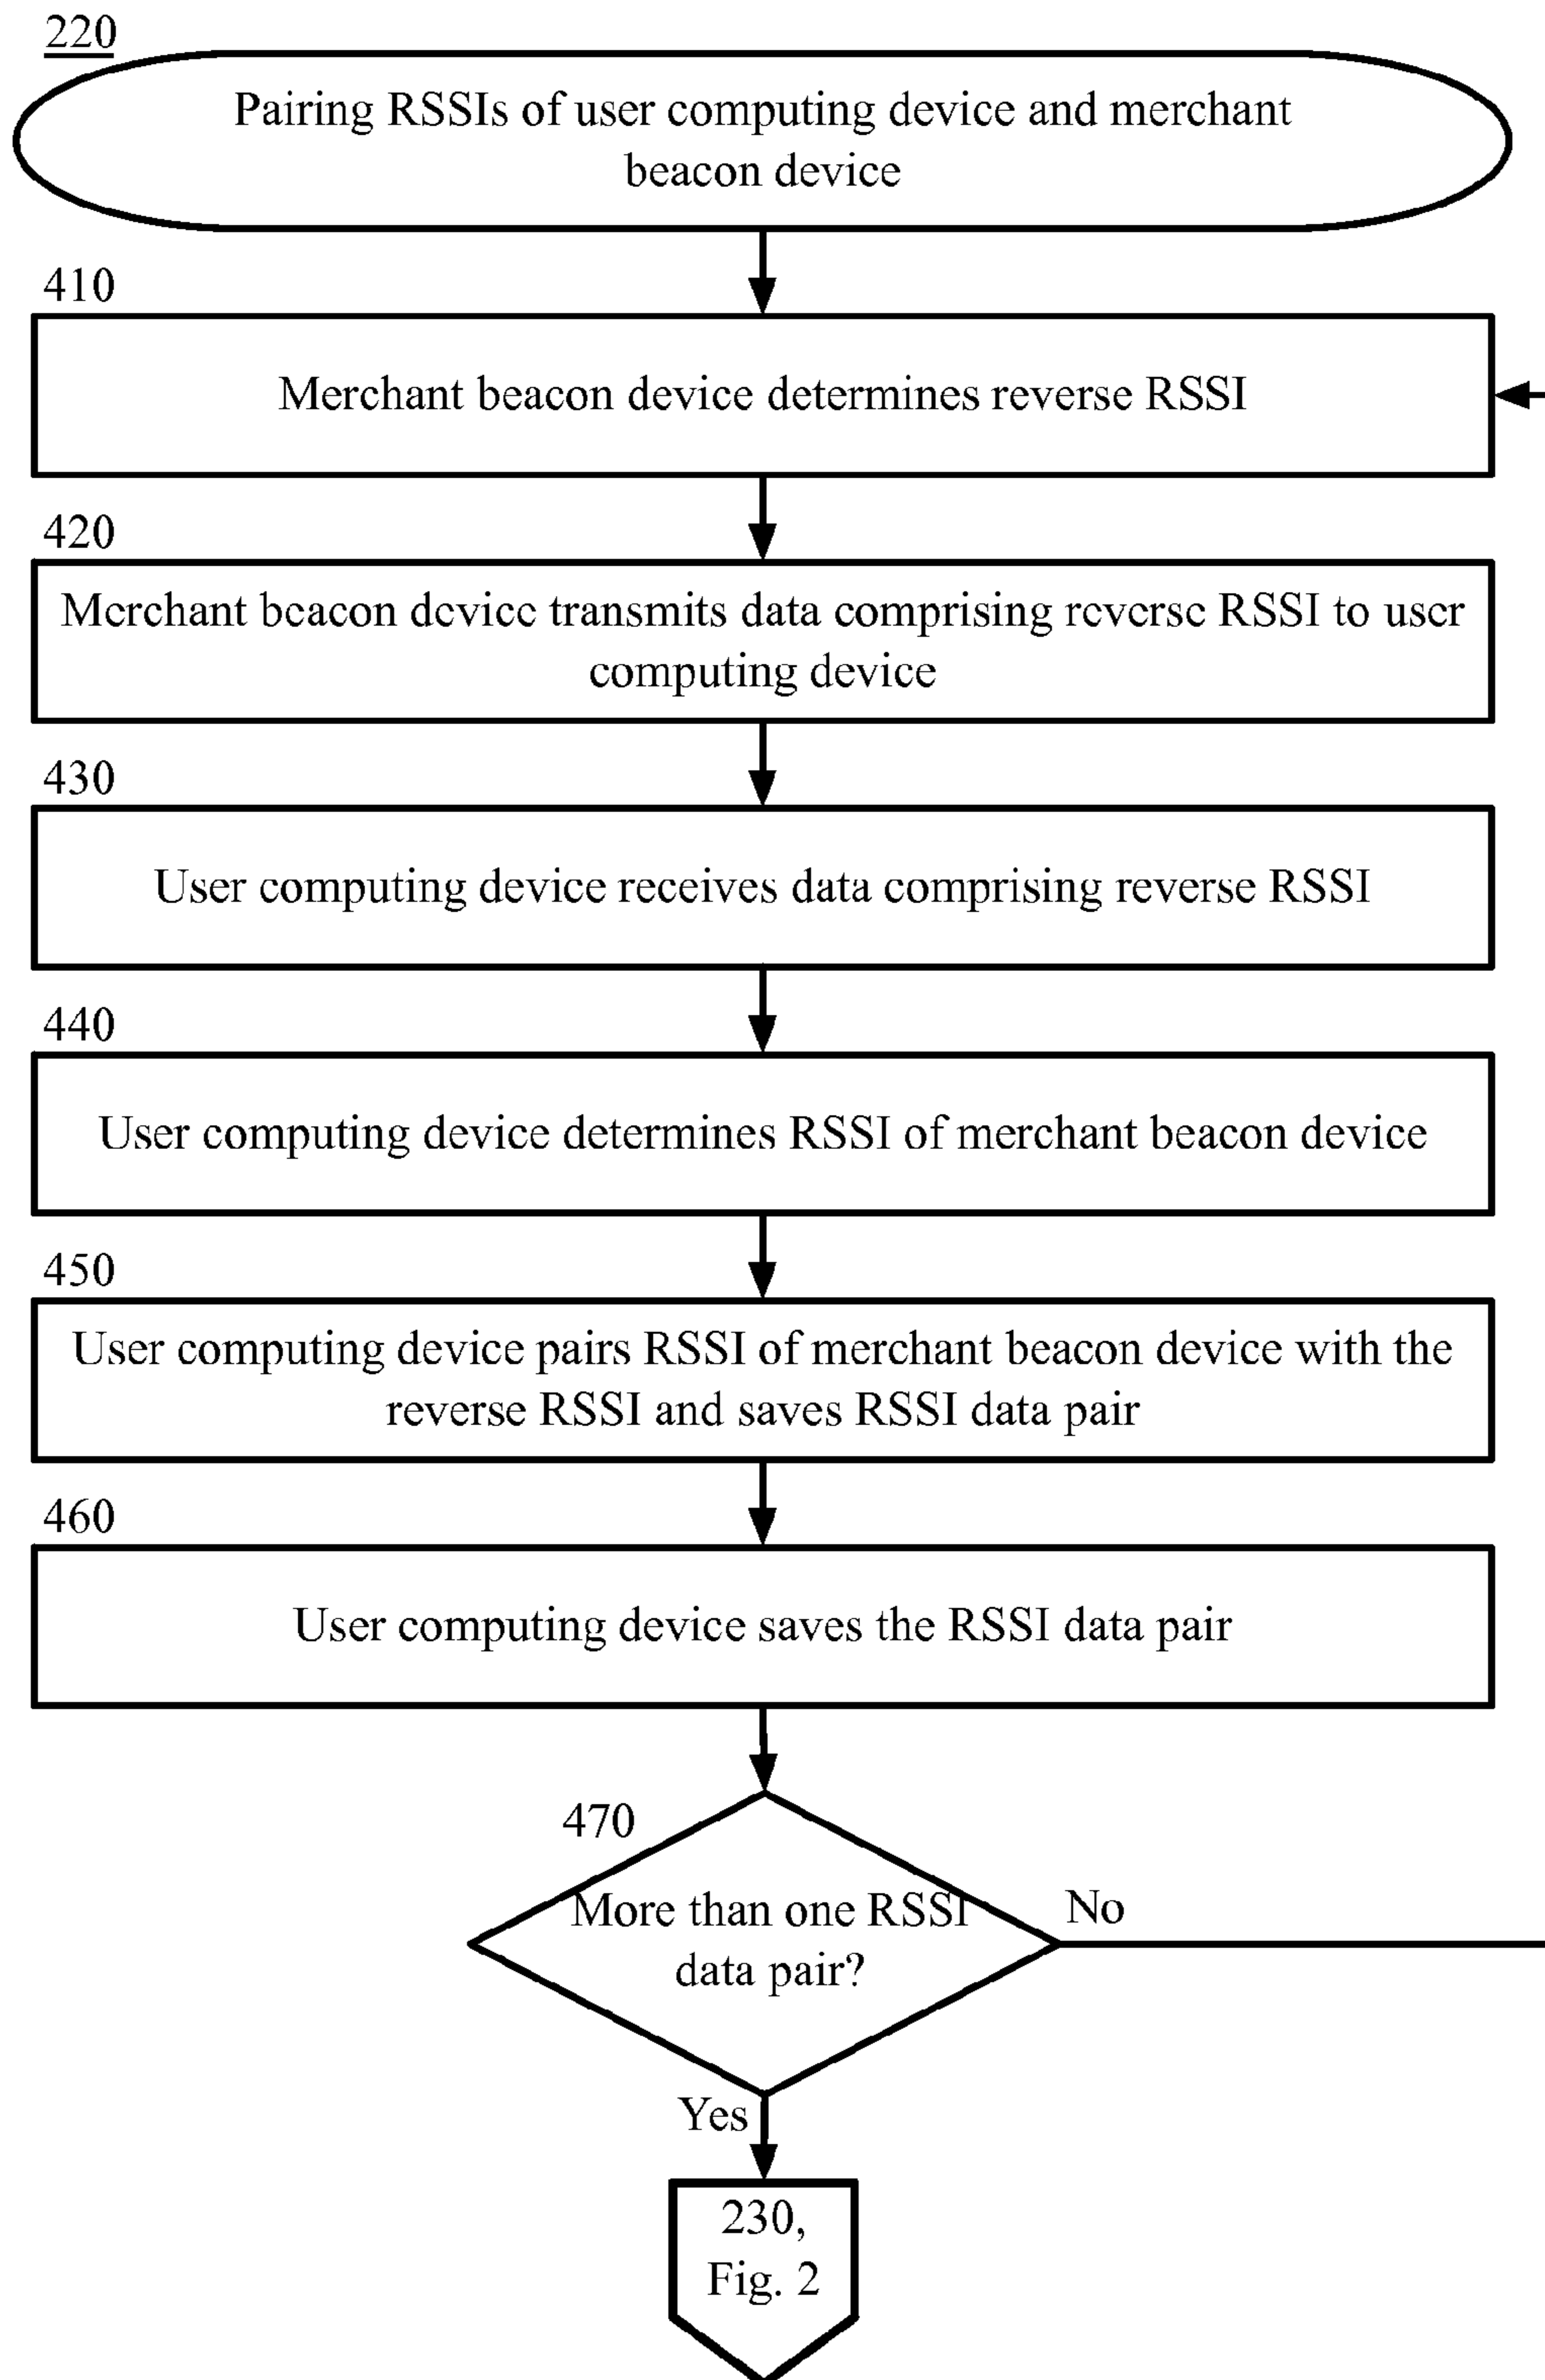 220
Pairing RSSIs of user computing device and merchant
beacon device
410
Merchant beacon device determines reverse RSSI
420
Merchant beacon device transmits data comprising reverse RSSI to user
computing device
430
User computing device receives data comprising reverse RSSI
440
User computing device determines RSSI of merchant beacon device
450
User computing device pairs RSSI of merchant beacon device with the
reverse RSSI and saves RSSI data pair
460
User computing device saves the RSSI data pair
470
More than one RSSI
data pair?
No
Yes
230,
Fig. 2